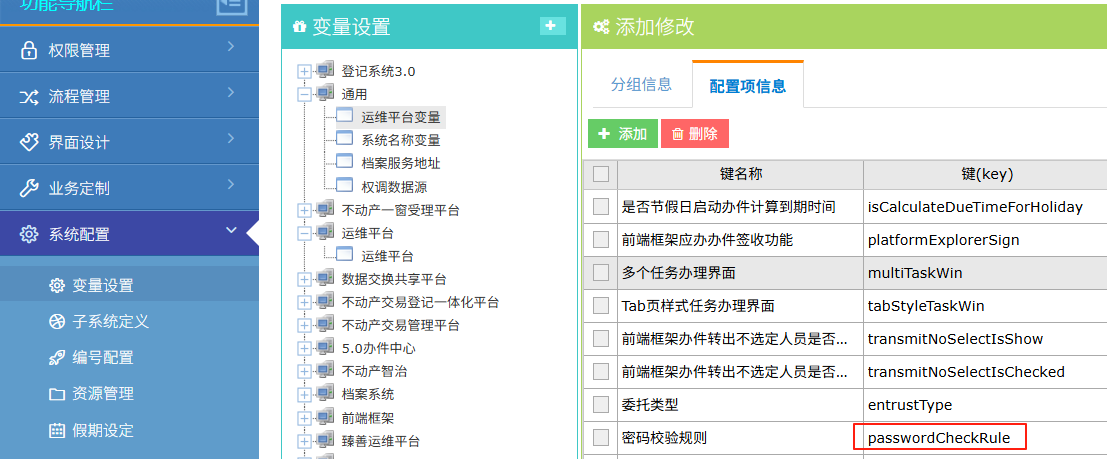 功能导航栏
权限管理
流程管理
界面设计
业务定制
系统配置
变量设置
子系统定义
编号配置
资源管理
假期设定
变量设置
登记系统3.0
通用
运维平台变量
系统名称变量
档案服务地址
权调数据源
不动产一窗受理平台
运维平台
运维平台
数据交换共享平台
不动产交易登记一体化平台
不动产交易管理平台
5.0办件中心
不动产智治
档案系统
前端框架
臻善运维平台
添加修改
分组信息 配置项信息
添加 删除
键名称 键(key)
是否节假日启动办件计算到期时间 isCalculateDueTimeForHoliday
前端框架应办办件签收功能 platformExplorerSign
多个任务办理界面 multiTaskWin
Tab页样式任务办理界面 tabStyleTaskWin
前端框架办件转出不选定人员是否... transmitNoSelectIsShow
前端框架办件转出不选定人员是否... transmitNoSelectIsChecked
委托类型 entrustType
密码校验规则 passwordCheckRule